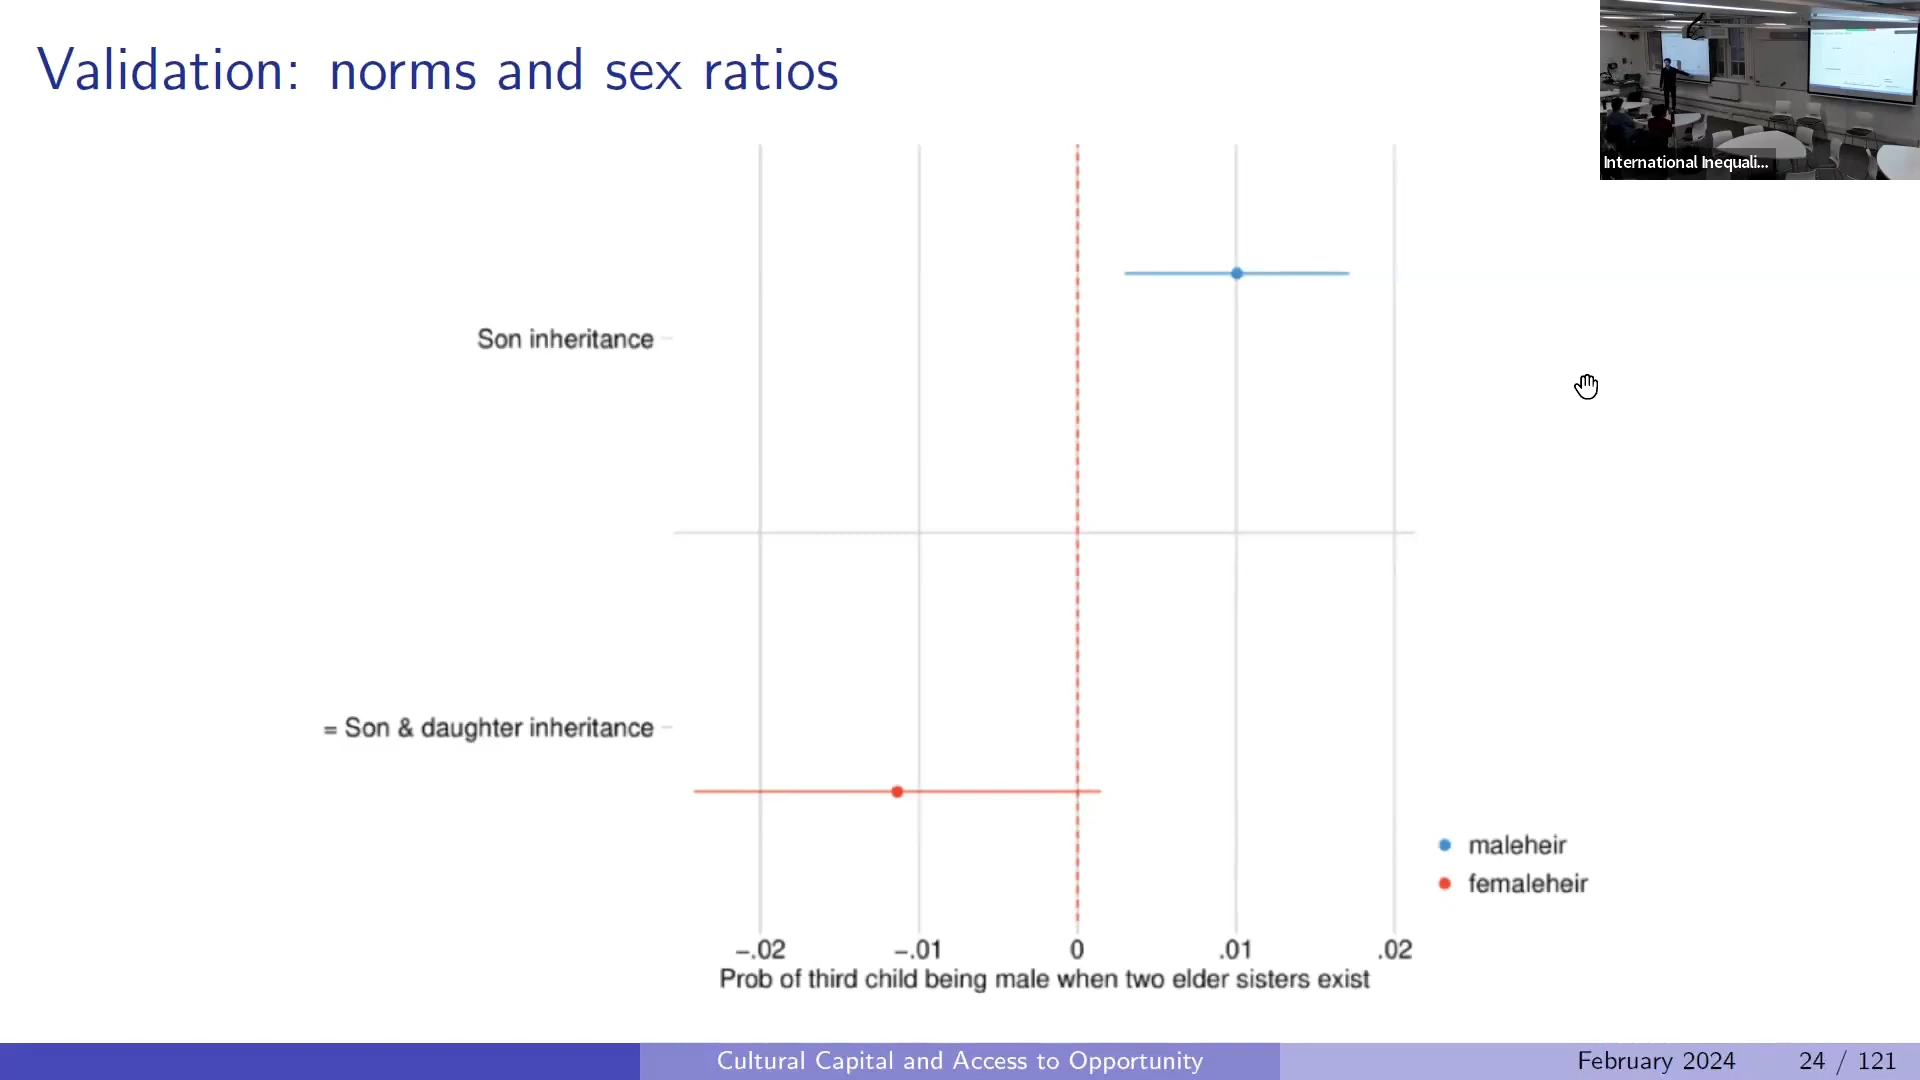 Validation: norms and sex ratios
International Inequali...
Son inheritance
= Son & daughter inheritance
maleheir
femaleheir
−.02 −.01 0 .01 .02
Prob of third child being male when two elder sisters exist
Cultural Capital and Access to Opportunity February 2024 24 / 121